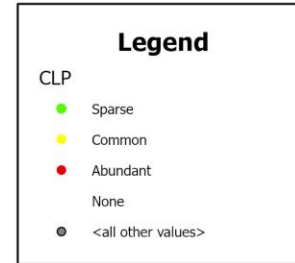 Legend
CLP
Sparse
Common
Abundant
None
<all other values>